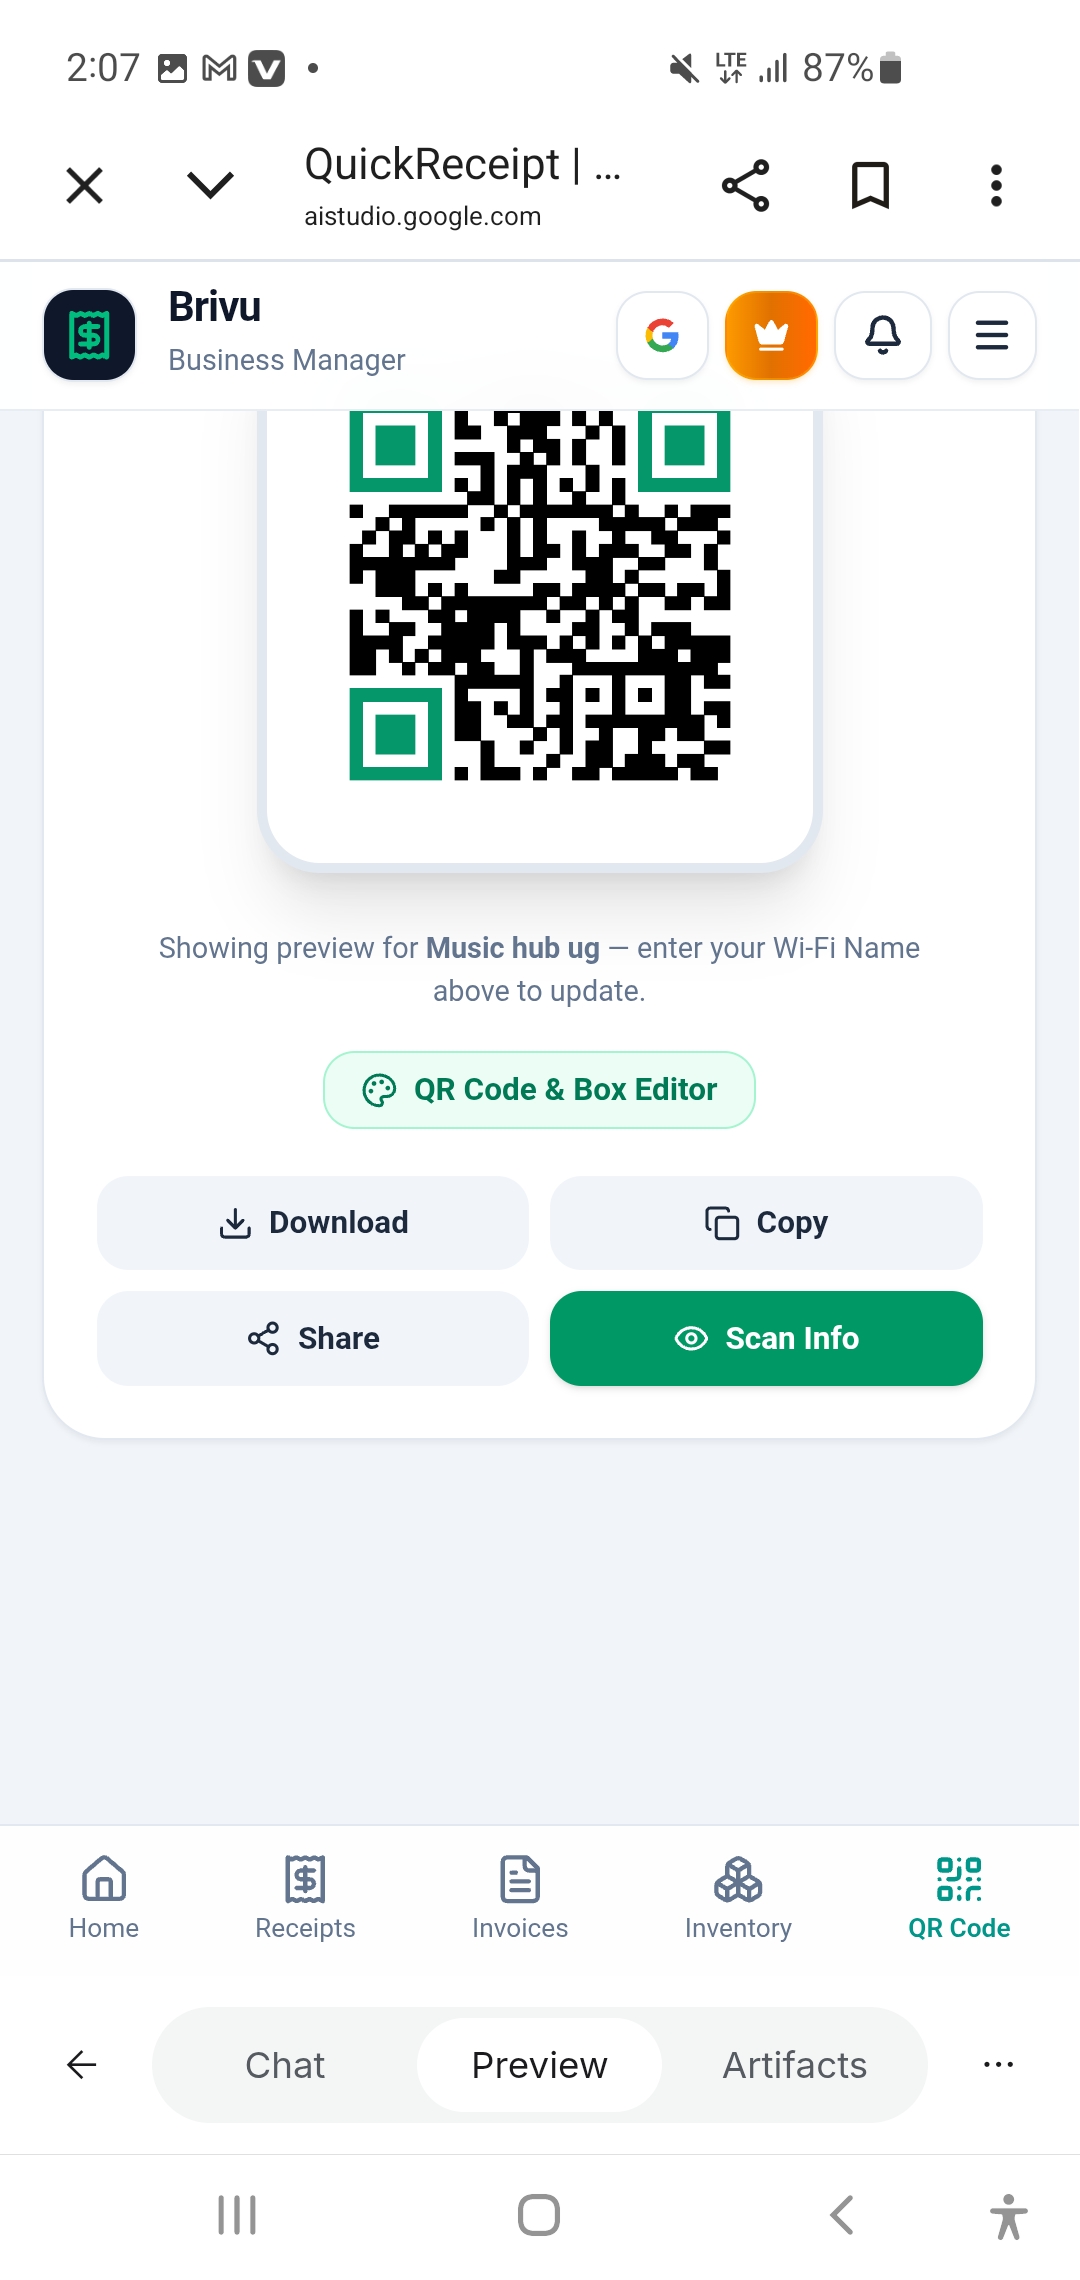 2:07
LTE
87%
QuickReceipt | ...
aistudio.google.com
Brivu
Business Manager
Showing preview for Music hub ug — enter your Wi-Fi Name
above to update.
QR Code & Box Editor
Download
Copy
Share
Scan Info
Home
Receipts
Invoices
Inventory
QR Code
Chat
Preview
Artifacts